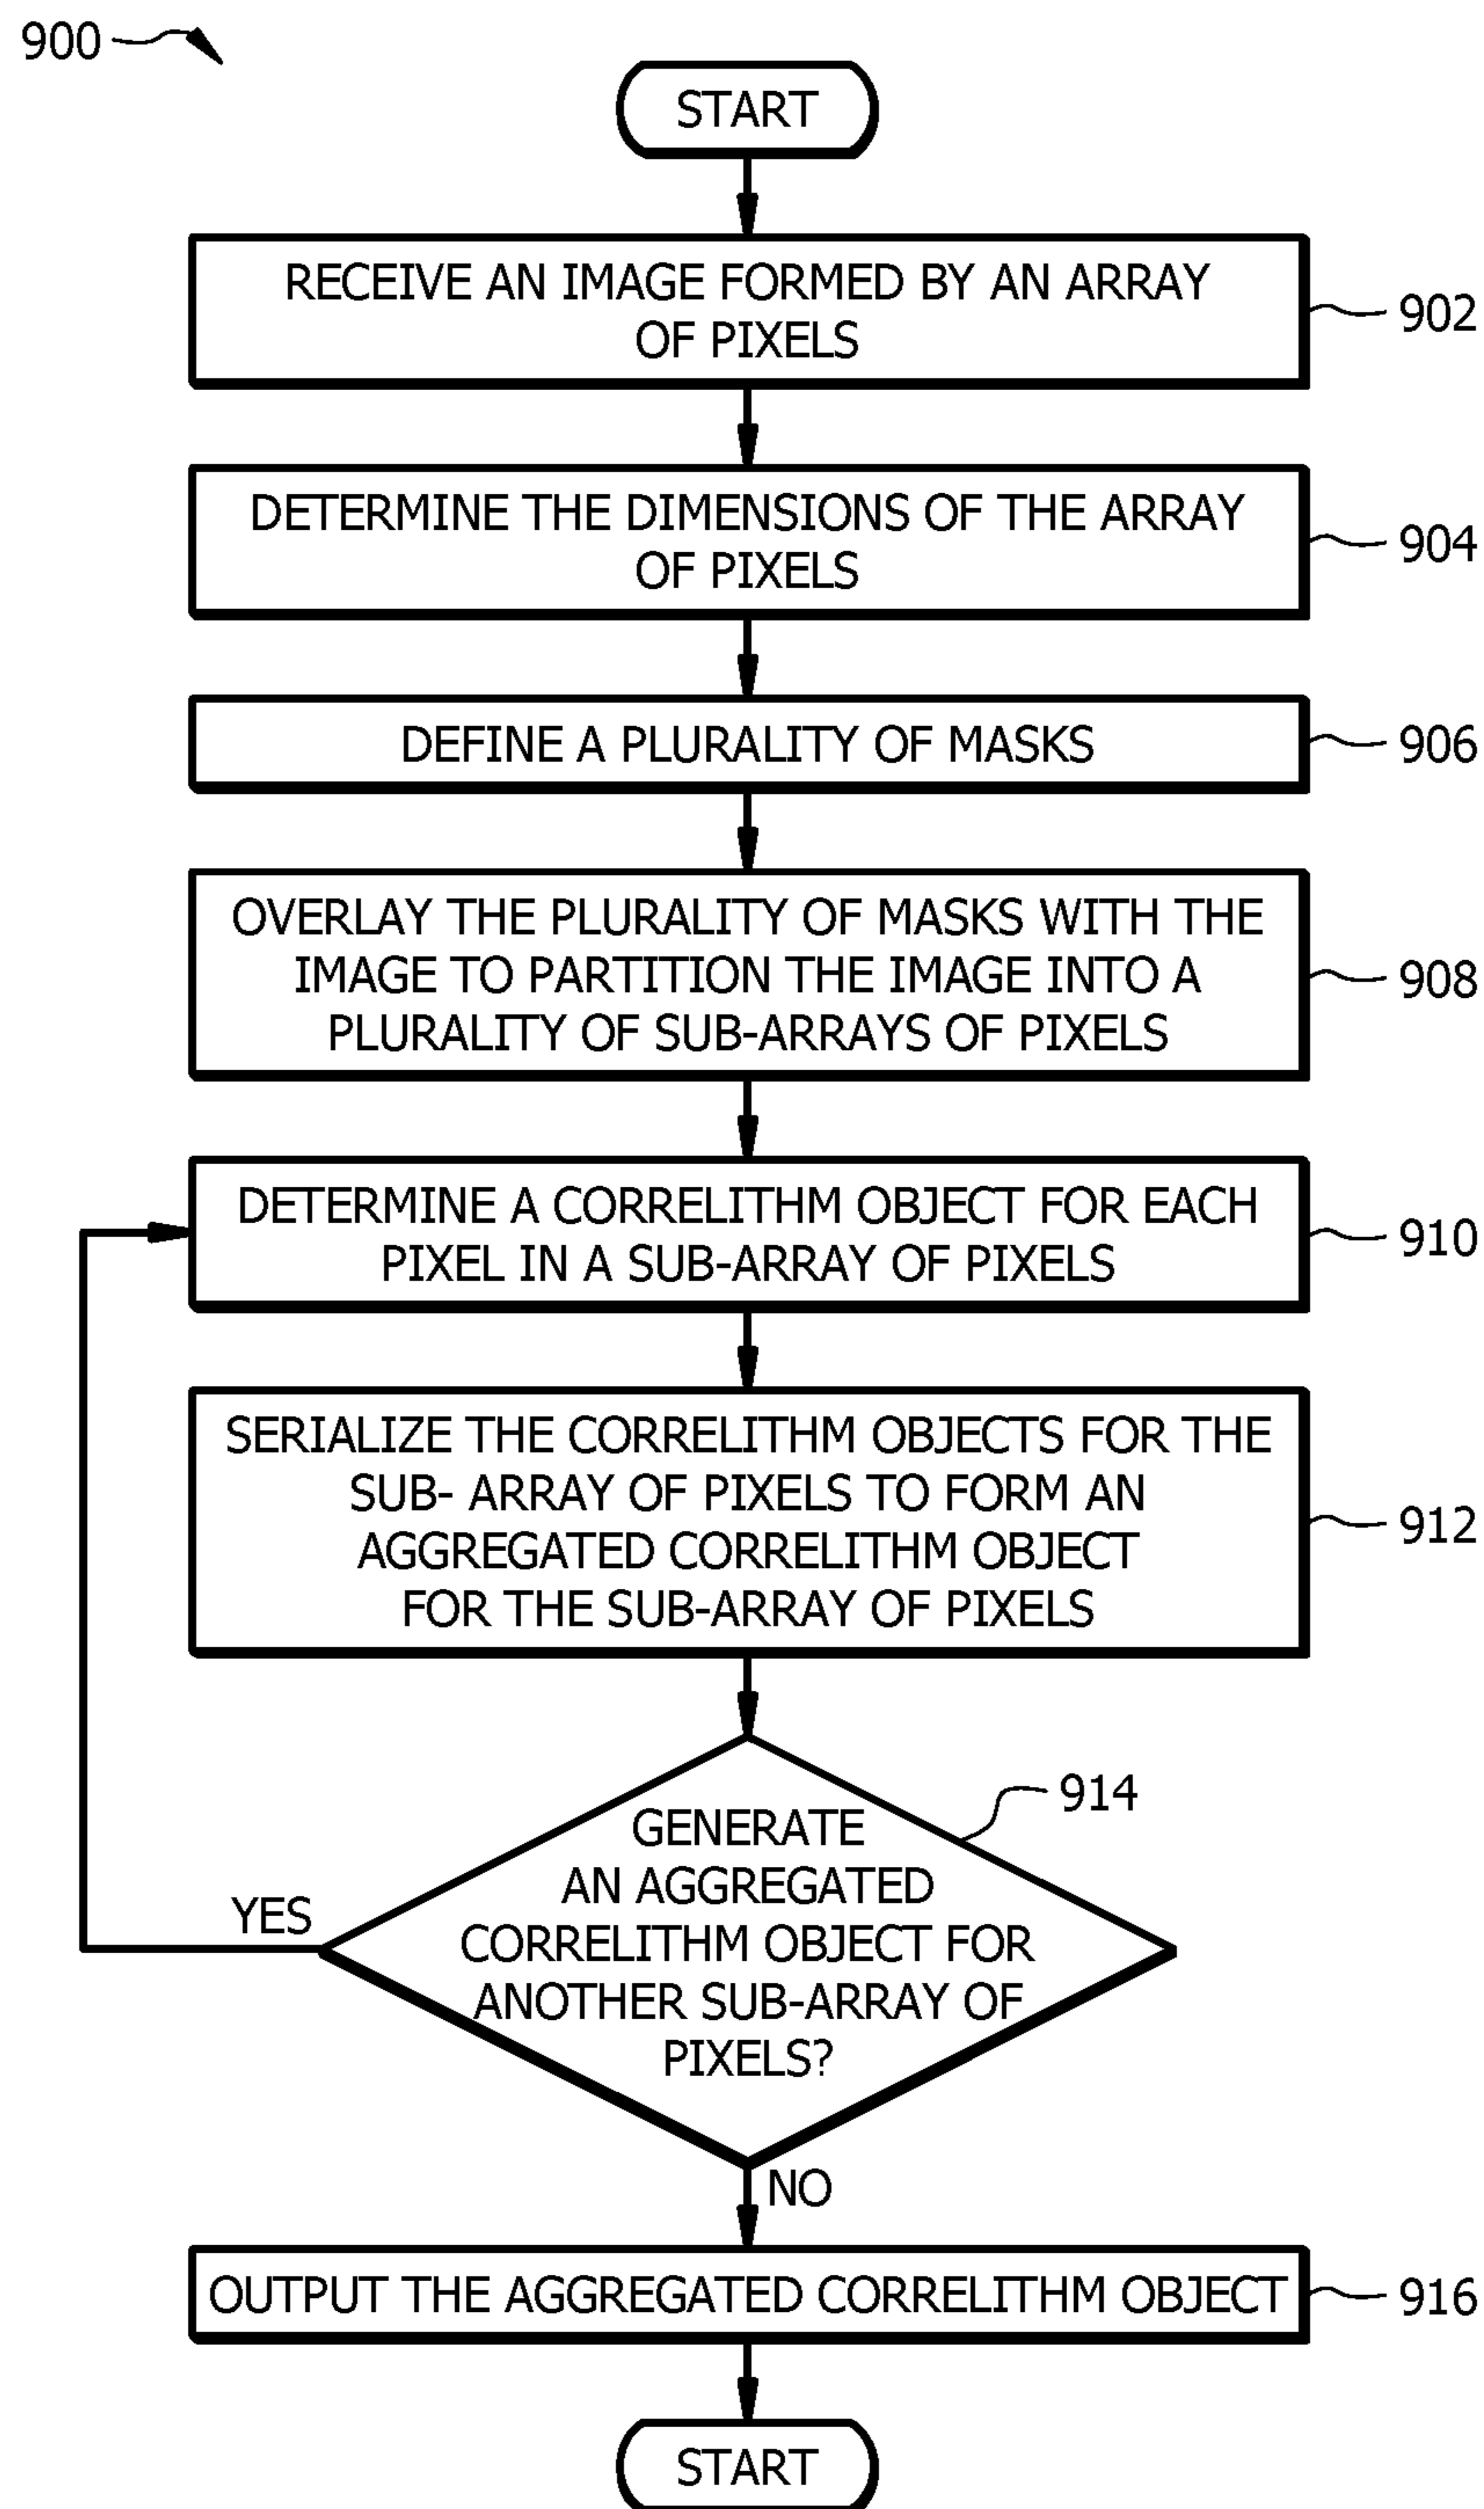 900
START
RECEIVE AN IMAGE FORMED BY AN ARRAY
OF PIXELS
902
DETERMINE THE DIMENSIONS OF THE ARRAY
OF PIXELS
904
DEFINE A PLURALITY OF MASKS
906
OVERLAY THE PLURALITY OF MASKS WITH THE
IMAGE TO PARTITION THE IMAGE INTO A
PLURALITY OF SUB-ARRAYS OF PIXELS
908
DETERMINE A CORRELITHM OBJECT FOR EACH
PIXEL IN A SUB-ARRAY OF PIXELS
910
SERIALIZE THE CORRELITHM OBJECTS FOR THE
SUB- ARRAY OF PIXELS TO FORM AN
AGGREGATED CORRELITHM OBJECT
FOR THE SUB-ARRAY OF PIXELS
912
GENERATE
AN AGGREGATED
CORRELITHM OBJECT FOR
ANOTHER SUB-ARRAY OF
PIXELS?
914
YES
NO
OUTPUT THE AGGREGATED CORRELITHM OBJECT
916
START